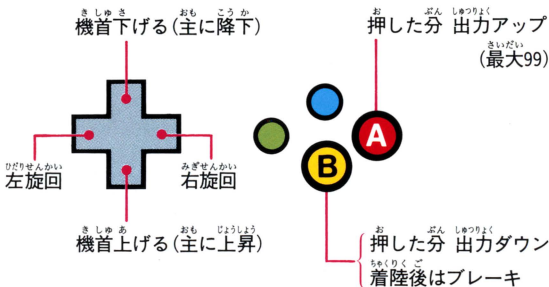 機首下げる(主に降下)
押した分 出力アップ
(最大99)
A
左旋回
右旋回
B
機首上げる(主に上昇)
押した分 出力ダウン
着陸後はブレーキ